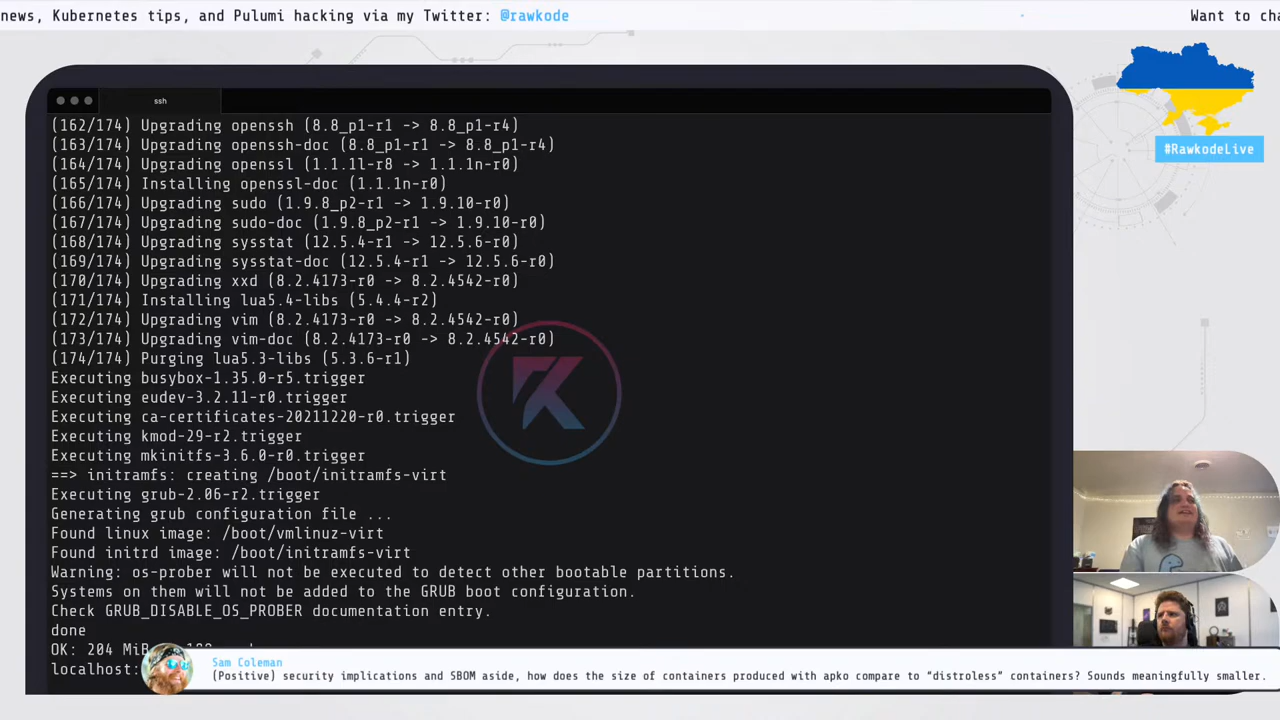 news, Kubernetes tips, and Pulumi hacking via my Twitter: @rawkode
Want to cha
#RawkodeLive
ssh
(162/174) Upgrading openssh (8.8_p1-r1 -> 8.8_p1-r4)
(163/174) Upgrading openssh-doc (8.8_p1-r1 -> 8.8_p1-r4)
(164/174) Upgrading openssl (1.1.1l-r8 -> 1.1.1n-r0)
(165/174) Installing openssl-doc (1.1.1n-r0)
(166/174) Upgrading sudo (1.9.8_p2-r1 -> 1.9.10-r0)
(167/174) Upgrading sudo-doc (1.9.8_p2-r1 -> 1.9.10-r0)
(168/174) Upgrading sysstat (12.5.4-r1 -> 12.5.6-r0)
(169/174) Upgrading sysstat-doc (12.5.4-r1 -> 12.5.6-r0)
(170/174) Upgrading xxd (8.2.4173-r0 -> 8.2.4542-r0)
(171/174) Installing lua5.4-libs (5.4.4-r2)
(172/174) Upgrading vim (8.2.4173-r0 -> 8.2.4542-r0)
(173/174) Upgrading vim-doc (8.2.4173-r0 -> 8.2.4542-r0)
(174/174) Purging lua5.3-libs (5.3.6-r1)
Executing busybox-1.35.0-r5.trigger
Executing eudev-3.2.11-r0.trigger
Executing ca-certificates-20211220-r0.trigger
Executing kmod-29-r2.trigger
Executing mkinitfs-3.6.0-r0.trigger
==> initramfs: creating /boot/initramfs-virt
Executing grub-2.06-r2.trigger
Generating grub configuration file ...
Found linux image: /boot/vmlinuz-virt
Found initrd image: /boot/initramfs-virt
Warning: os-prober will not be executed to detect other bootable partitions.
Systems on them will not be added to the GRUB boot configuration.
Check GRUB_DISABLE_OS_PROBER documentation entry.
done
OK: 204 MiB
localhost:
Sam Coleman
(Positive) security implications and SBOM aside, how does the size of containers produced with apko compare to “distroless” containers? Sounds meaningfully smaller.